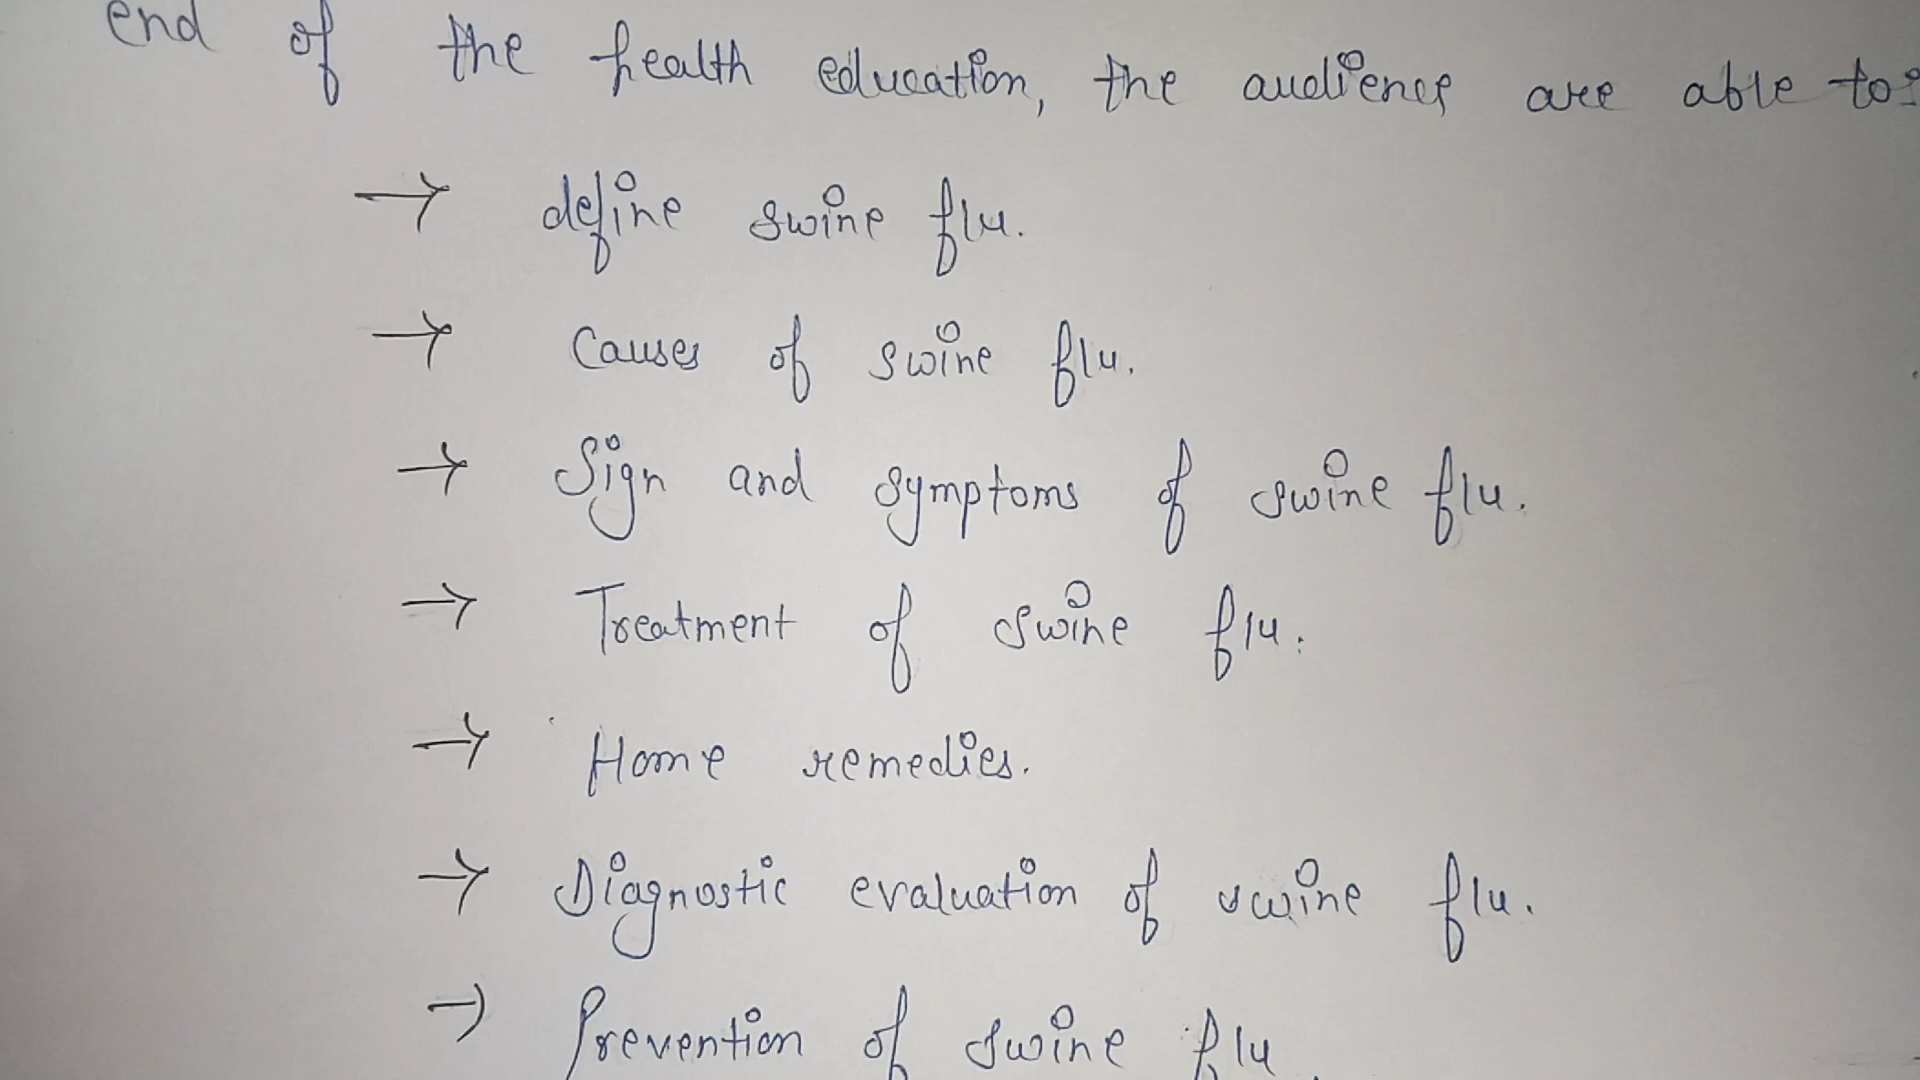 end of the health education, the audience are able to:
→ define swine flu.
→ Causes of swine flu.
→ Sign and symptoms of swine flu.
→ Treatment of swine flu.
→ Home remedies.
→ Diagnostic evaluation of swine flu.
→ Prevention of swine flu